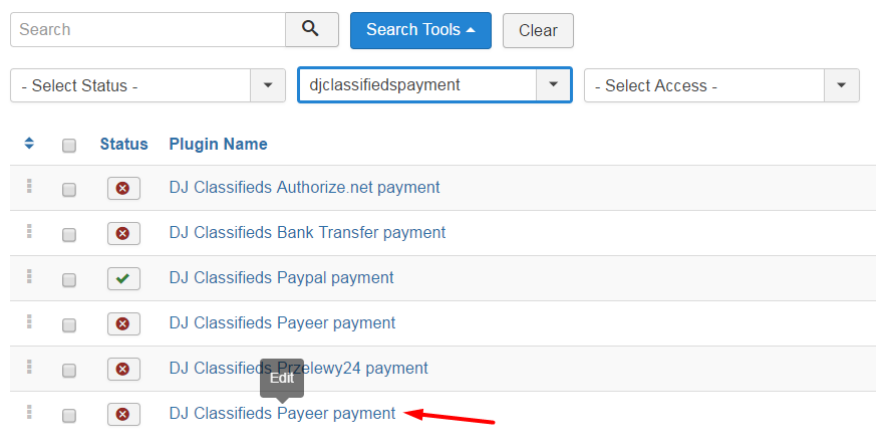 Search
Search Tools
Clear
- Select Status -
djclassifiedspayment
- Select Access -
Status Plugin Name
DJ Classifieds Authorize.net payment
DJ Classifieds Bank Transfer payment
DJ Classifieds Paypal payment
DJ Classifieds Payeer payment
DJ Classifieds Przelewy24 payment
Edit
DJ Classifieds Payeer payment